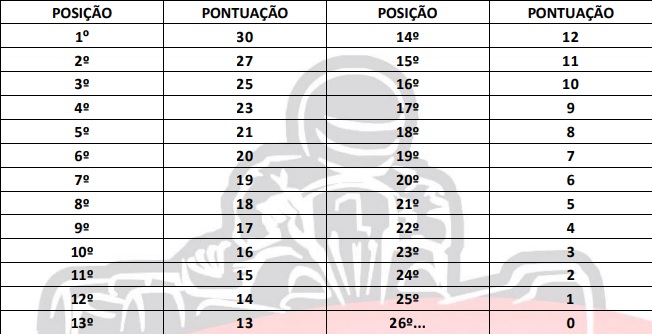 POSIÇÃO PONTUAÇÃO POSIÇÃO PONTUAÇÃO
1º 30 14º 12
2º 27 15º 11
3º 25 16º 10
4º 23 17º 9
5º 21 18º 8
6º 20 19º 7
7º 19 20º 6
8º 18 21º 5
9º 17 22º 4
10º 16 23º 3
11º 15 24º 2
12º 14 25º 1
13º 13 26º... 0